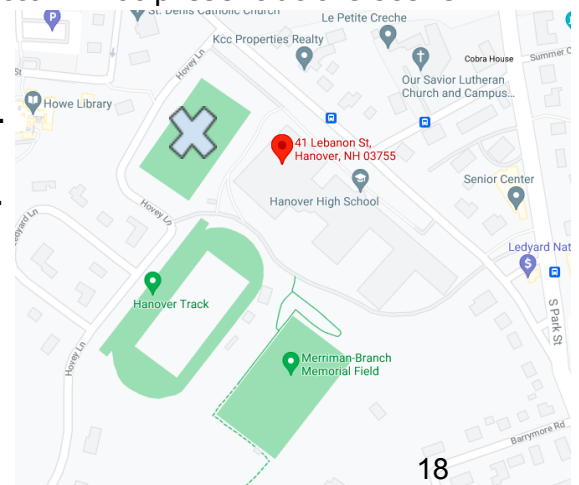 St. Denis Catholic Church
Le Petite Creche
Kcc Properties Realty
Hovey Ln
Cobra House
Summer
Our Savior Lutheran
Church and Campus...
Howe Library
41 Lebanon St,
Hanover, NH 03755
Senior Center
Hanover High School
Hovey Ln
Ledyard Nat
Hanover Track
S Park St
Hovey Ln
Merriman-Branch
Memorial Field
Barrymore Rd
18